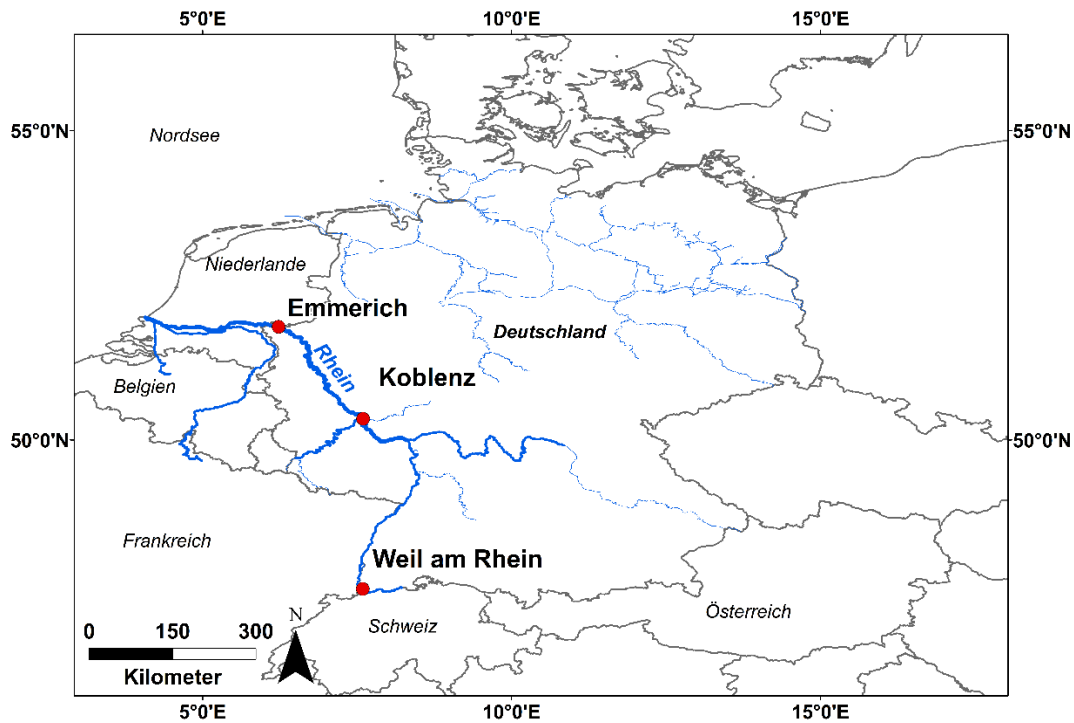 5°0'E 10°0'E 15°0'E
55°0'N 55°0'N
Nordsee
Niederlande
Emmerich
Deutschland
Rhein
Koblenz
Belgien
50°0'N 50°0'N
Frankreich
Weil am Rhein
Österreich
Schweiz
N
0 150 300
Kilometer
5°0'E 10°0'E 15°0'E